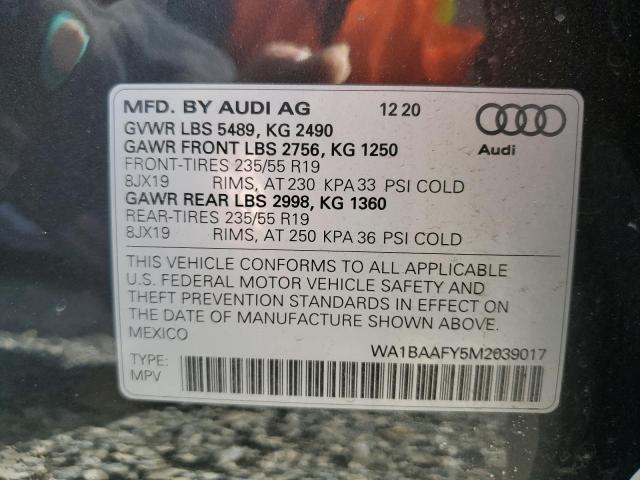 MFD. BY AUDI AG 12 20
GVWR LBS 5489, KG 2490
GAWR FRONT LBS 2756, KG 1250
FRONT-TIRES 235/55 R19
8JX19 RIMS, AT 230 KPA 33 PSI COLD
GAWR REAR LBS 2998, KG 1360
REAR-TIRES 235/55 R19
8JX19 RIMS, AT 250 KPA 36 PSI COLD
Audi
THIS VEHICLE CONFORMS TO ALL APPLICABLE
U.S. FEDERAL MOTOR VEHICLE SAFETY AND
THEFT PREVENTION STANDARDS IN EFFECT ON
THE DATE OF MANUFACTURE SHOWN ABOVE.
MEXICO
WA1BAAFY5M2039017
TYPE:
MPV